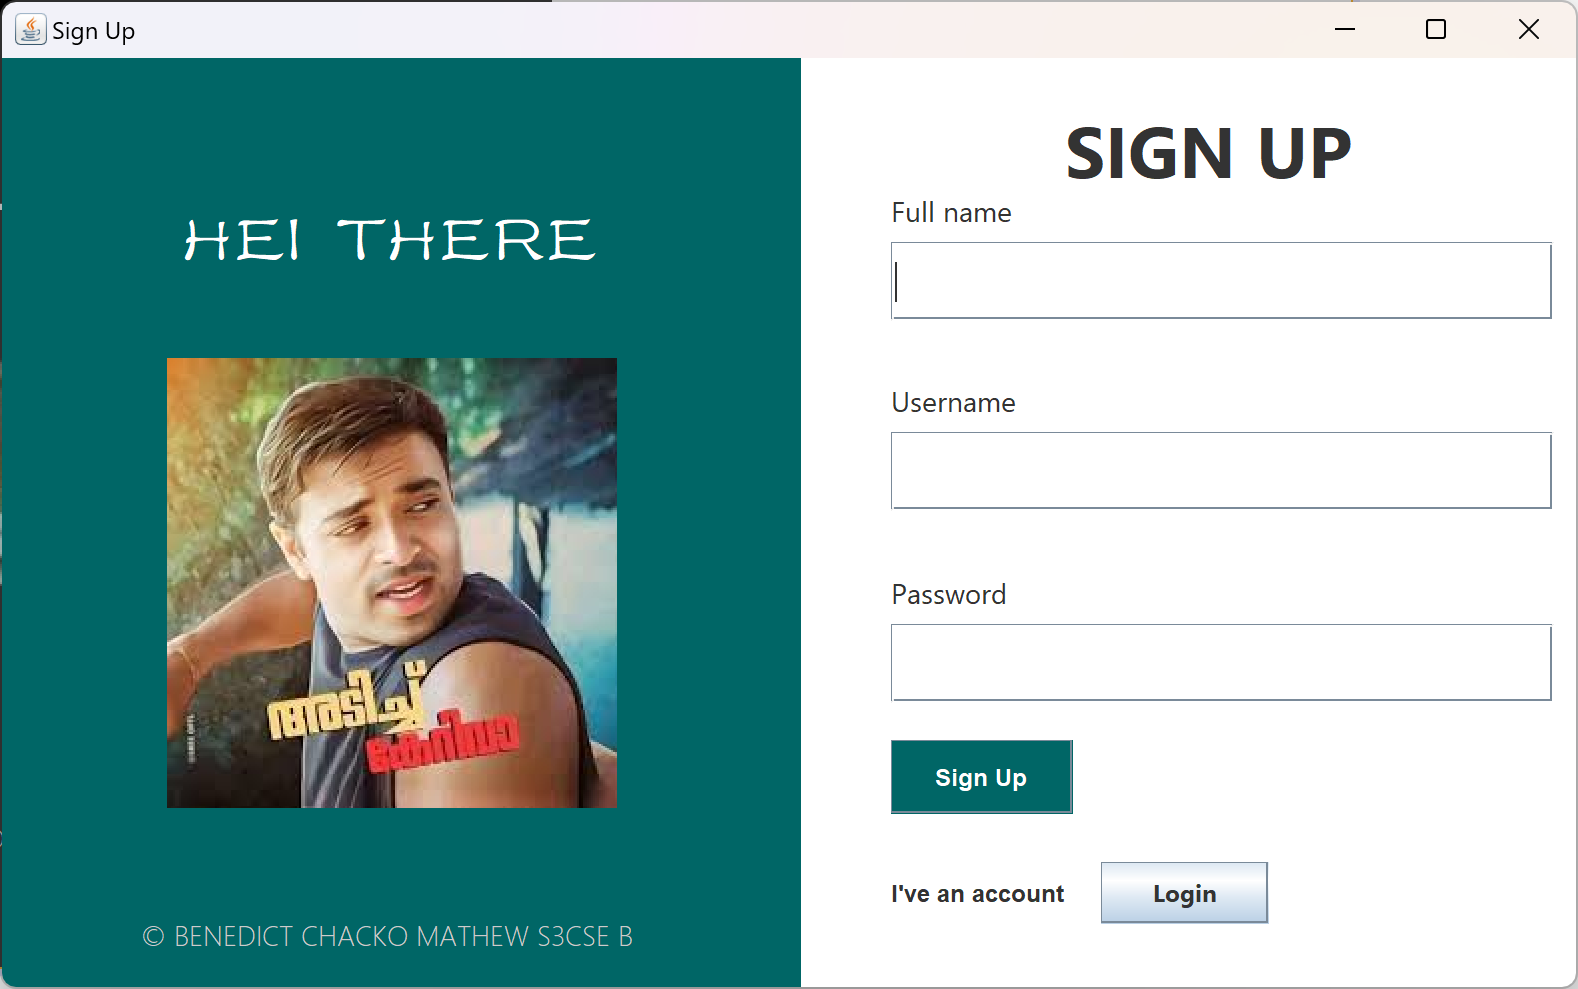 Sign Up
HEI THERE
അടിച്ച്
കേറിവാ
© BENEDICT CHACKO MATHEW S3CSE B
SIGN UP
Full name
Username
Password
Sign Up
I've an account
Login